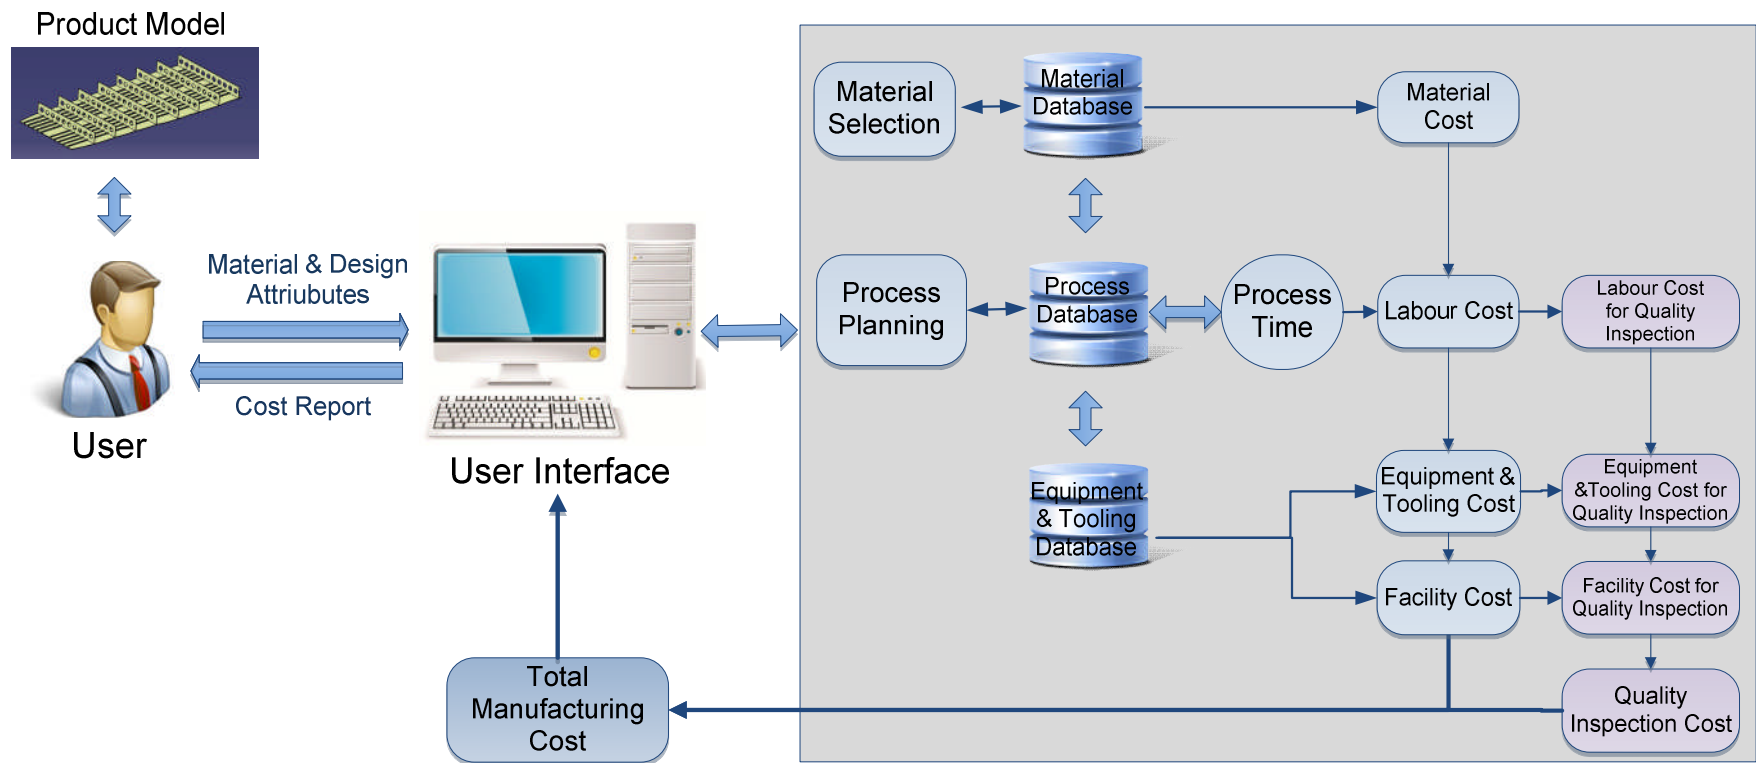 Product Model
Material & Design
Attriubutes
Cost Report
User
User Interface
Total
Manufacturing
Cost
Material
Selection
Material
Database
Material
Cost
Process
Planning
Process
Database
Process
Time
Labour Cost
Labour Cost
for Quality
Inspection
Equipment
& Tooling
Database
Equipment &
Tooling Cost
Equipment
&Tooling Cost for
Quality Inspection
Facility Cost
Facility Cost for
Quality Inspection
Quality
Inspection Cost